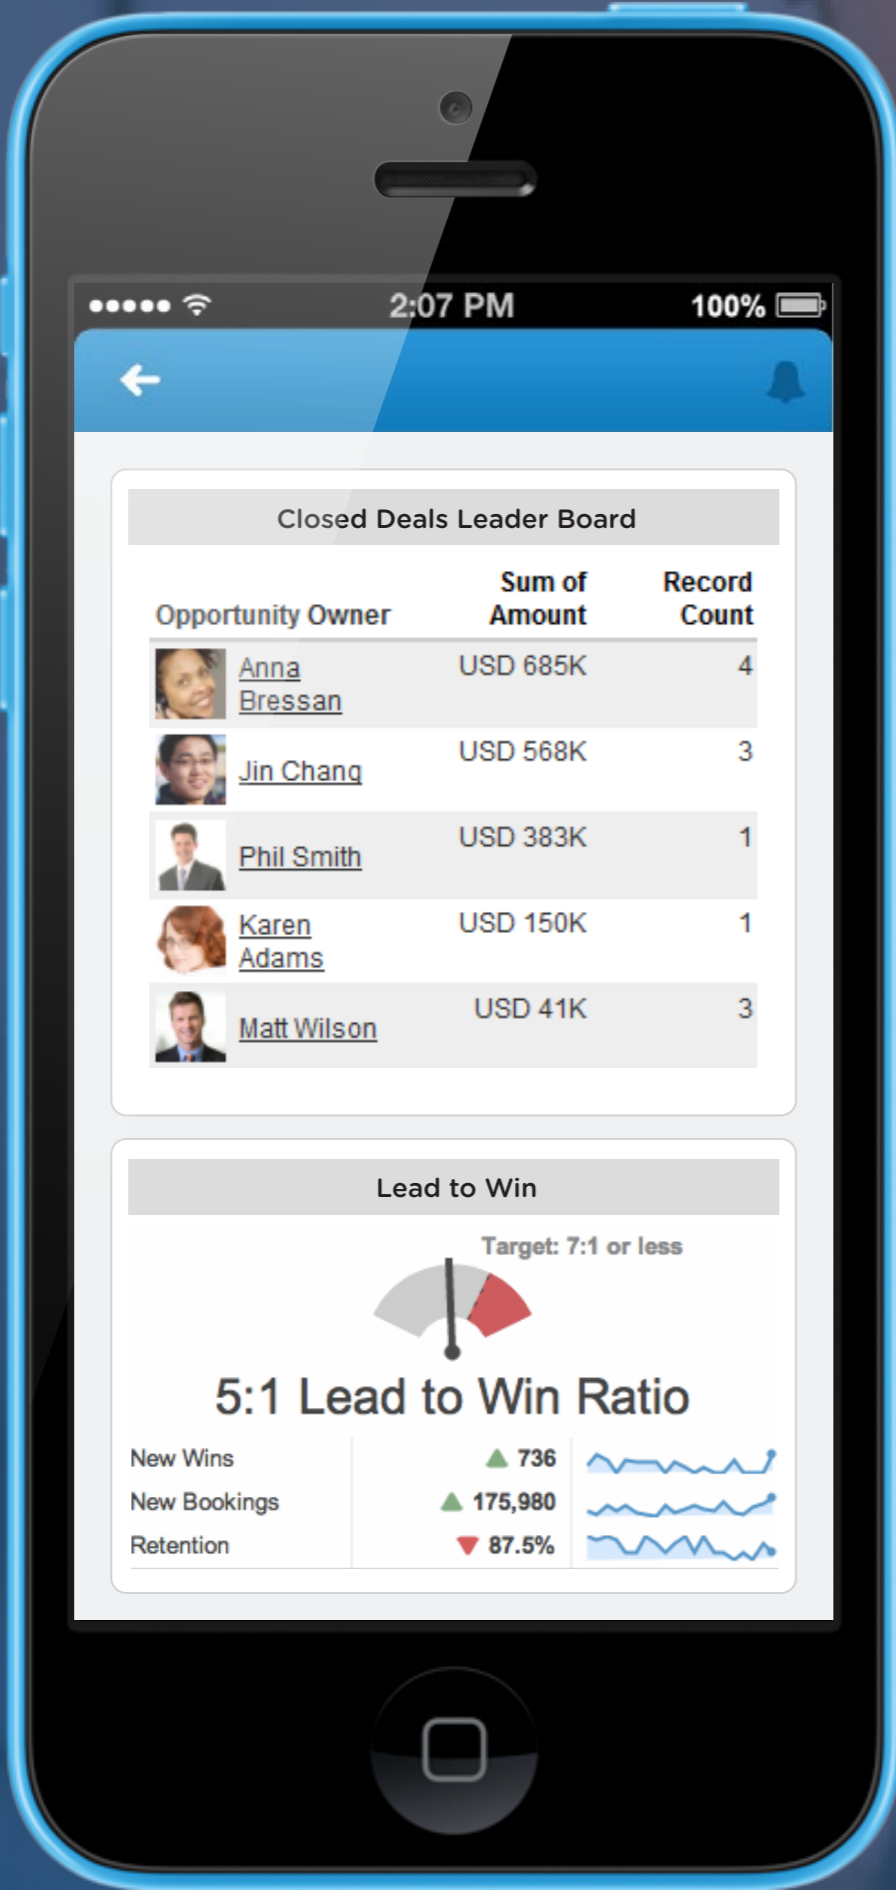 2:07 PM 100%
Closed Deals Leader Board
Opportunity Owner Sum of Amount Record Count
Anna Bressan USD 685K 4
Jin Chang USD 568K 3
Phil Smith USD 383K 1
Karen Adams USD 150K 1
Matt Wilson USD 41K 3
Lead to Win
Target: 7:1 or less
5:1 Lead to Win Ratio
New Wins 736
New Bookings 175,980
Retention 87.5%